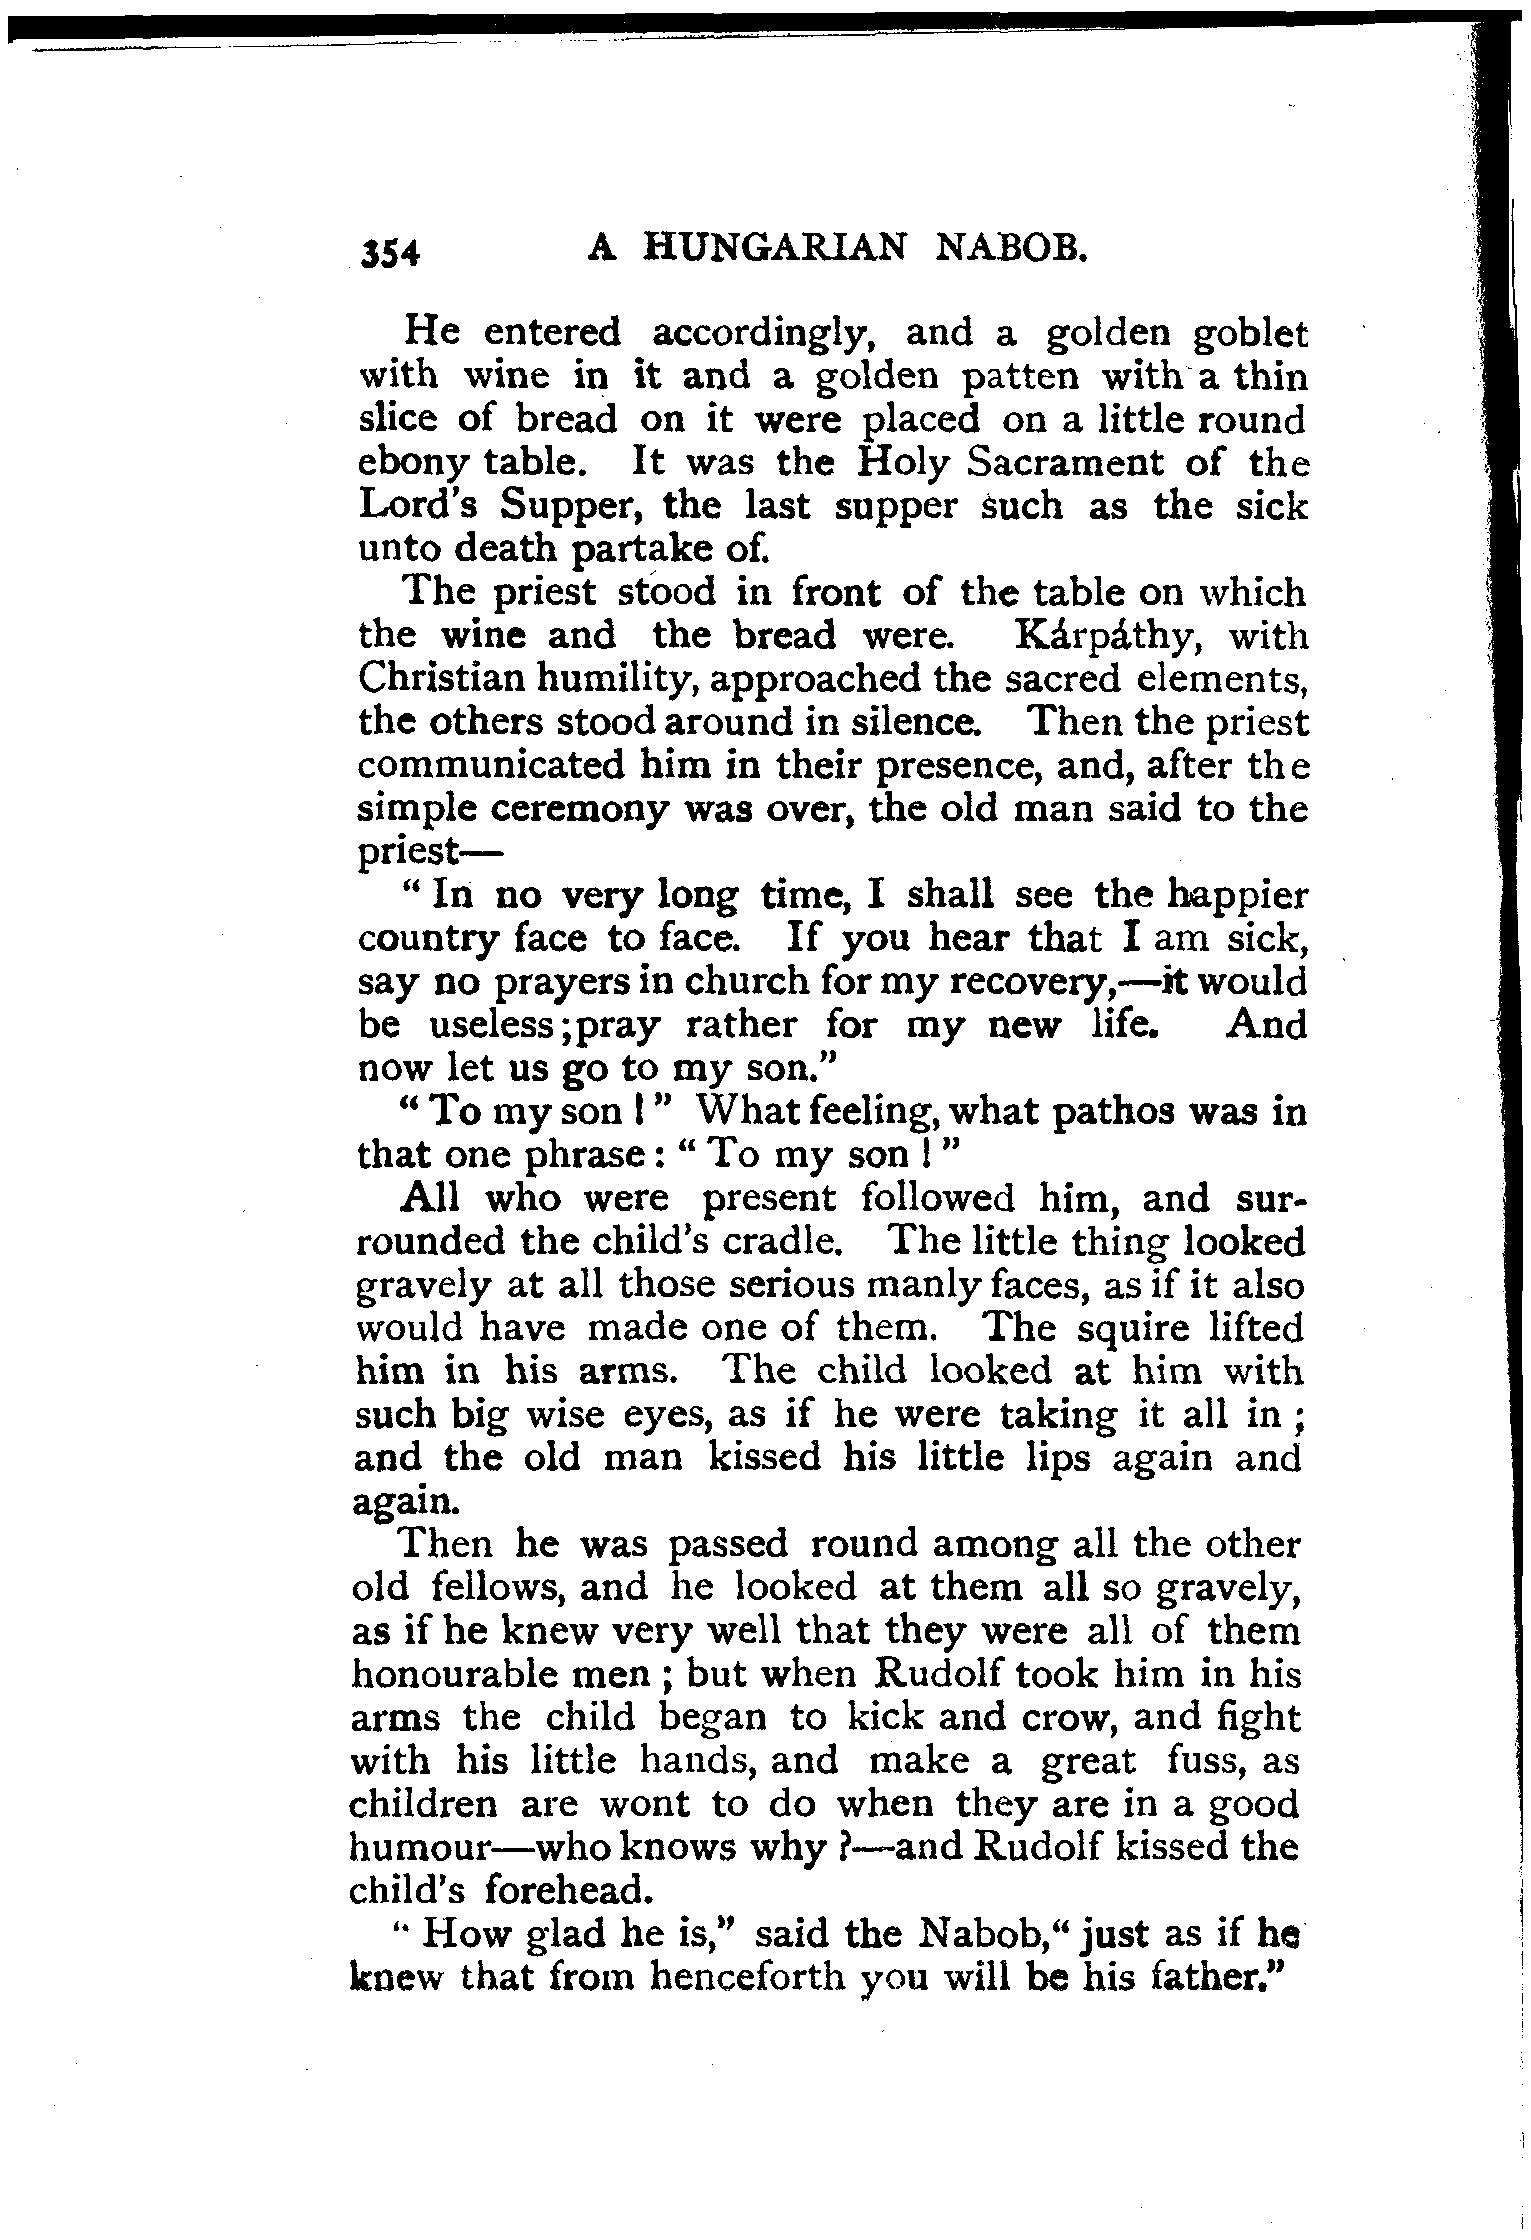 354 A HUNGARIAN NABOB.
He entered accordingly, and a golden goblet
with wine in it and a golden patten with a thin
slice of bread on it were placed on a little round
ebony table. It was the Holy Sacrament of the
Lord's Supper, the last supper such as the sick
unto death partake of.
The priest stood in front of the table on which
the wine and the bread were. Kárpáthy, with
Christian humility, approached the sacred elements,
the others stood around in silence. Then the priest
communicated him in their presence, and, after the
simple ceremony was over, the old man said to the
priest—
“ In no very long time, I shall see the happier
country face to face. If you hear that I am sick,
say no prayers in church for my recovery,—it would
be useless ;pray rather for my new life. And
now let us go to my son.”
“ To my son ! ” What feeling, what pathos was in
that one phrase : “ To my son ! ”
All who were present followed him, and sur-
rounded the child's cradle. The little thing looked
gravely at all those serious manly faces, as if it also
would have made one of them. The squire lifted
him in his arms. The child looked at him with
such big wise eyes, as if he were taking it all in ;
and the old man kissed his little lips again and
again.
Then he was passed round among all the other
old fellows, and he looked at them all so gravely,
as if he knew very well that they were all of them
honourable men ; but when Rudolf took him in his
arms the child began to kick and crow, and fight
with his little hands, and make a great fuss, as
children are wont to do when they are in a good
humour—who knows why ?—and Rudolf kissed the
child's forehead.
“ How glad he is,” said the Nabob,“ just as if he
knew that from henceforth you will be his father.”